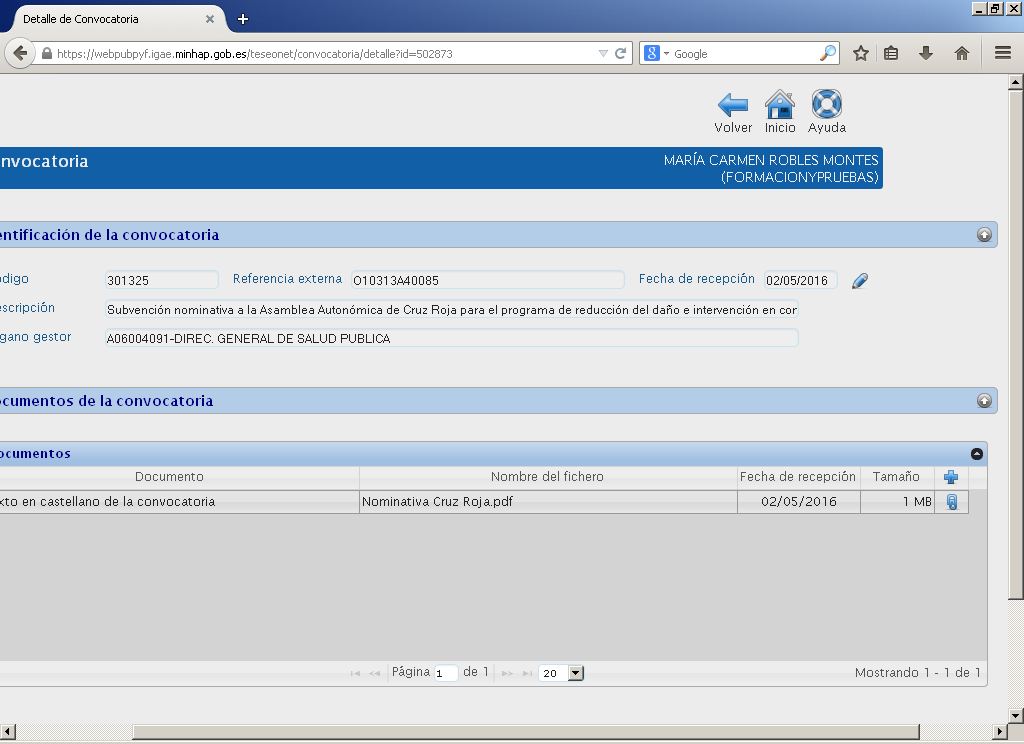 Detalle de Convocatoria
https://webpubpyf.igae.minhap.gob.es/teseonet/convocatoria/detalle?id=502873
Google
Volver Inicio Ayuda
nvocatoria
MARÍA CARMEN ROBLES MONTES
(FORMACIONYPRUEBAS)
entificación de la convocatoria
ódigo 301325 Referencia externa O10313A40085 Fecha de recepción 02/05/2016
escripción Subvención nominativa a la Asamblea Autonómica de Cruz Roja para el programa de reducción del daño e intervención en cor
gano gestor A06004091-DIREC. GENERAL DE SALUD PUBLICA
ocumentos de la convocatoria
ocumentos
Documento Nombre del fichero Fecha de recepción Tamaño
xto en castellano de la convocatoria Nominativa Cruz Roja.pdf 02/05/2016 1 MB
Página 1 de 1 20 Mostrando 1 - 1 de 1